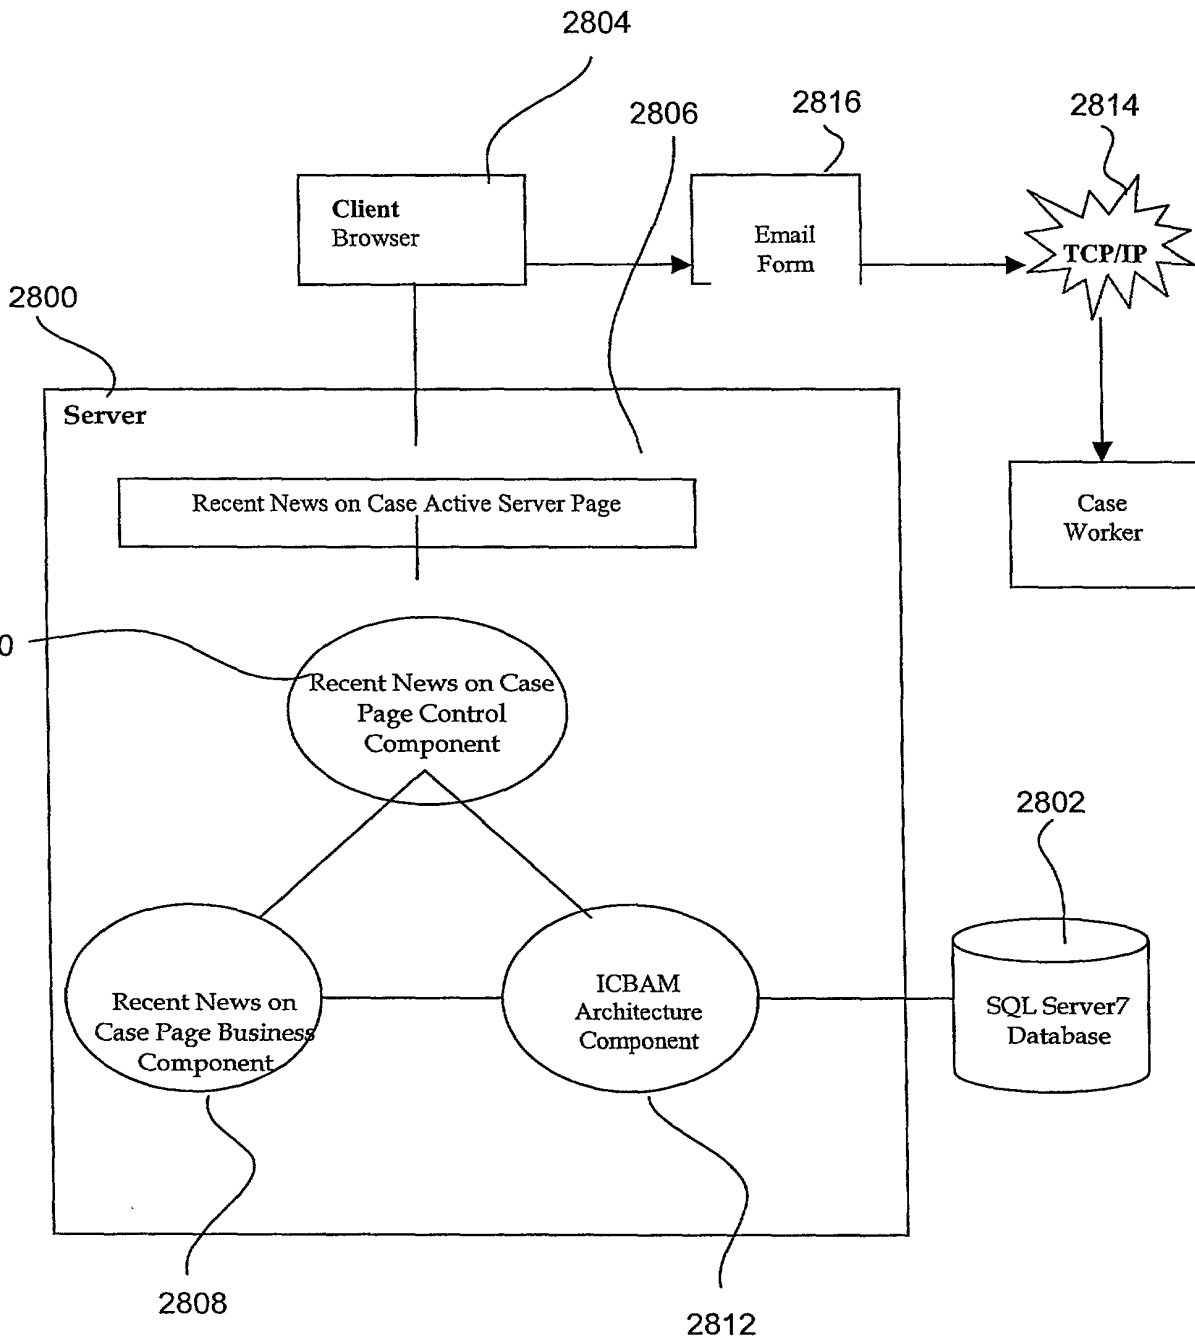 2804
2806
2816
2814
Client
Browser
Email
Form
TCP/IP
2800
Server
Recent News on Case Active Server Page
Case
Worker
0
Recent News on Case
Page Control
Component
2802
Recent News on
Case Page Business
Component
ICBAM
Architecture
Component
SQL Server7
Database
2808
2812